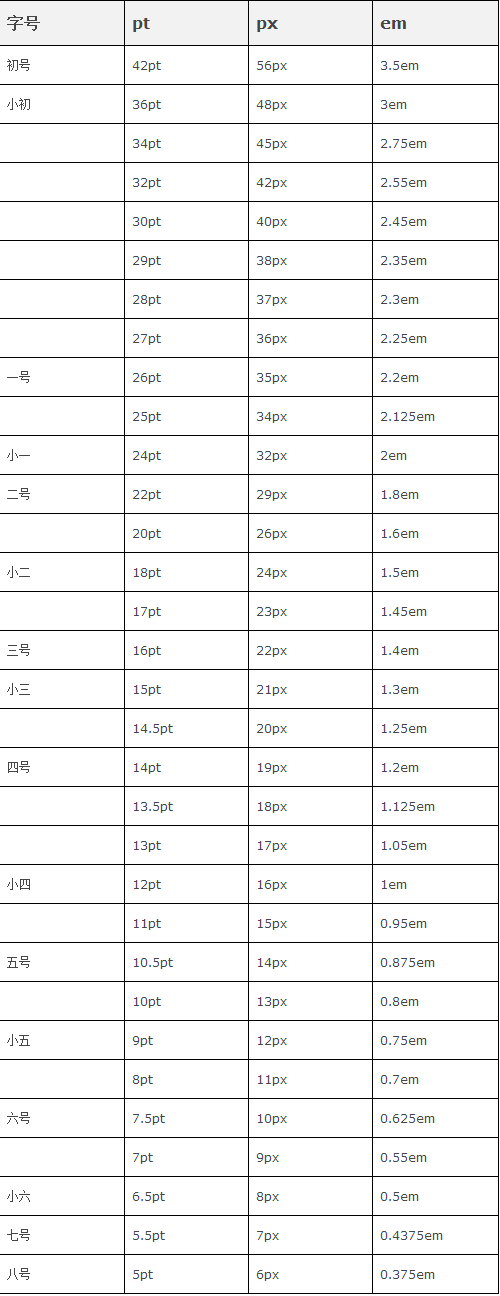 字号 pt px em
初号 42pt 56px 3.5em
小初 36pt 48px 3em
34pt 45px 2.75em
32pt 42px 2.55em
30pt 40px 2.45em
29pt 38px 2.35em
28pt 37px 2.3em
27pt 36px 2.25em
一号 26pt 35px 2.2em
25pt 34px 2.125em
小一 24pt 32px 2em
二号 22pt 29px 1.8em
20pt 26px 1.6em
小二 18pt 24px 1.5em
17pt 23px 1.45em
三号 16pt 22px 1.4em
小三 15pt 21px 1.3em
14.5pt 20px 1.25em
四号 14pt 19px 1.2em
13.5pt 18px 1.125em
13pt 17px 1.05em
小四 12pt 16px 1em
11pt 15px 0.95em
五号 10.5pt 14px 0.875em
10pt 13px 0.8em
小五 9pt 12px 0.75em
8pt 11px 0.7em
六号 7.5pt 10px 0.625em
7pt 9px 0.55em
小六 6.5pt 8px 0.5em
七号 5.5pt 7px 0.4375em
八号 5pt 6px 0.375em